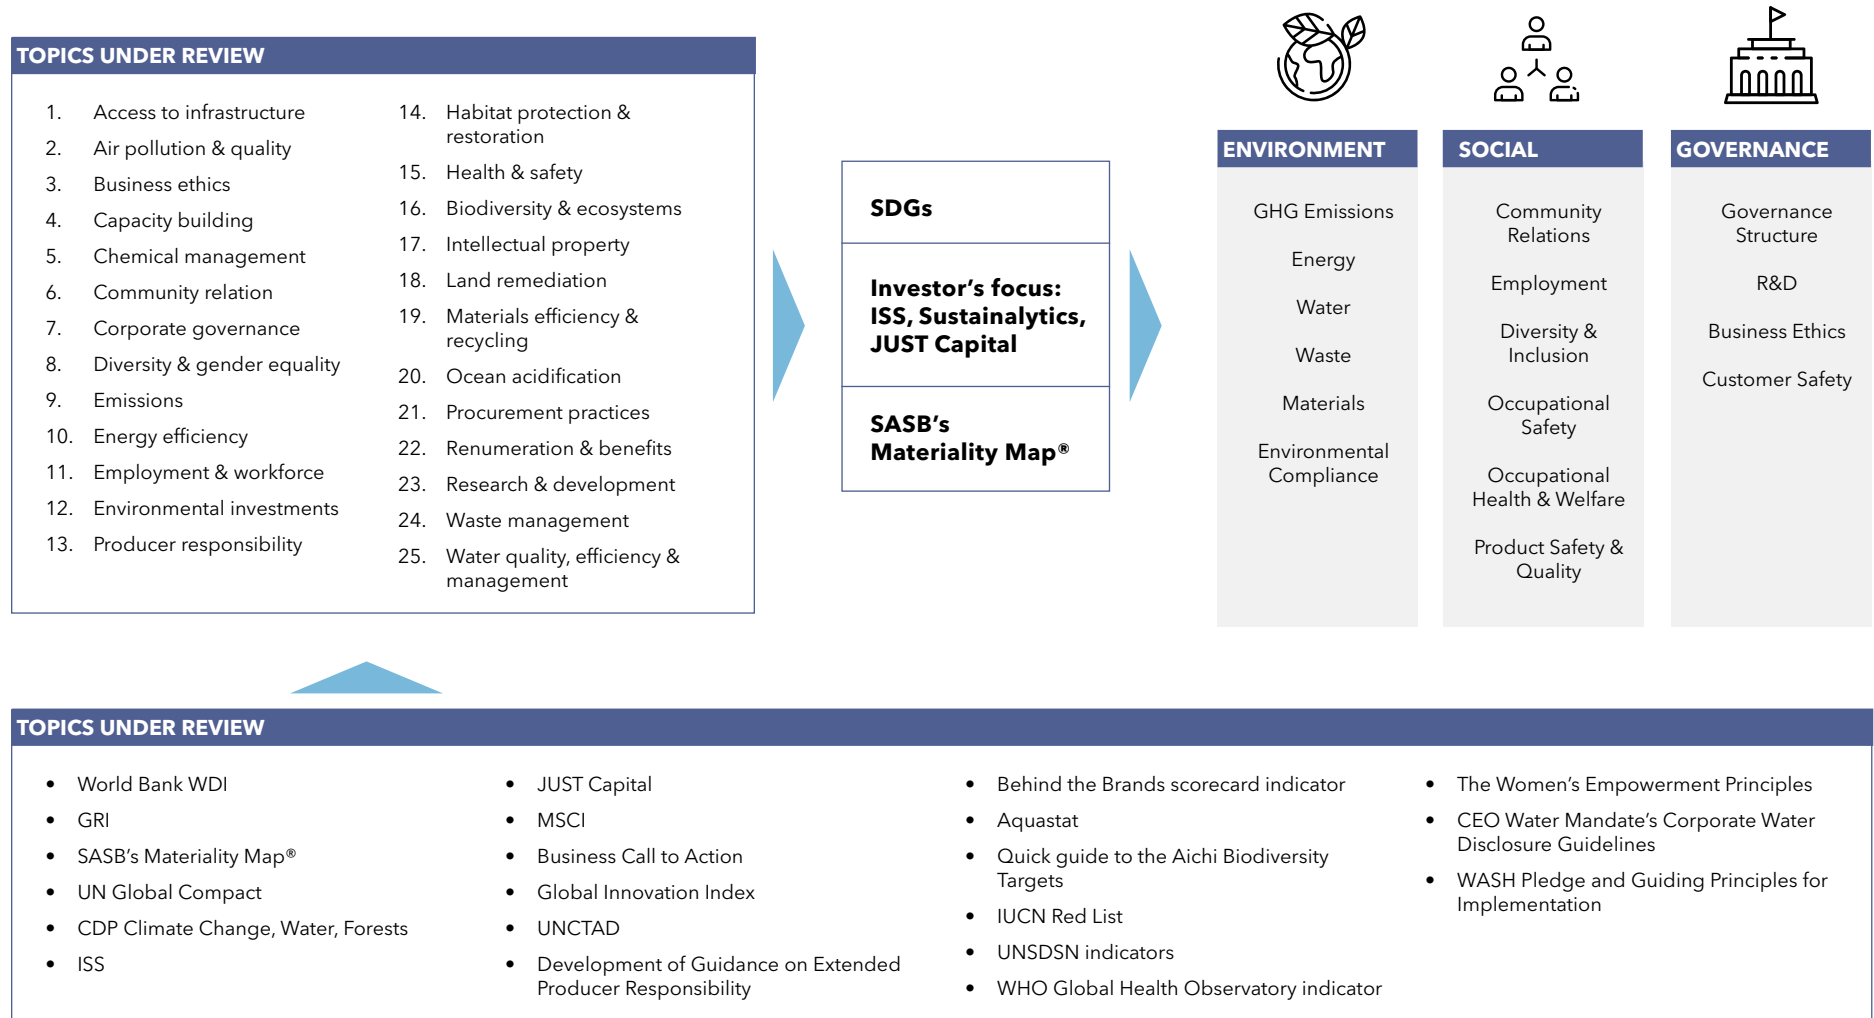 TOPICS UNDER REVIEW
1. Access to infrastructure
2. Air pollution & quality
3. Business ethics
4. Capacity building
5. Chemical management
6. Community relation
7. Corporate governance
8. Diversity & gender equality
9. Emissions
10. Energy efficiency
11. Employment & workforce
12. Environmental investments
13. Producer responsibility
14. Habitat protection &
restoration
15. Health & safety
16. Biodiversity & ecosystems
17. Intellectual property
18. Land remediation
19. Materials efficiency &
recycling
20. Ocean acidification
21. Procurement practices
22. Renumeration & benefits
23. Research & development
24. Waste management
25. Water quality, efficiency &
management
SDGs
Investor's focus:
ISS, Sustainalytics,
JUST Capital
SASB's
Materiality Map®
ENVIRONMENT
GHG Emissions
Energy
Water
Waste
Materials
Environmental
Compliance
SOCIAL
Community
Relations
Employment
Diversity &
Inclusion
Occupational
Safety
Occupational
Health & Welfare
Product Safety &
Quality
GOVERNANCE
Governance
Structure
R&D
Business Ethics
Customer Safety
TOPICS UNDER REVIEW
• World Bank WDI
• GRI
• SASB's Materiality Map®
• UN Global Compact
• CDP Climate Change, Water, Forests
• ISS
• JUST Capital
• MSCI
• Business Call to Action
• Global Innovation Index
• UNCTAD
• Development of Guidance on Extended
Producer Responsibility
• Behind the Brands scorecard indicator
• Aquastat
• Quick guide to the Aichi Biodiversity
Targets
• IUCN Red List
• UNSDSN indicators
• WHO Global Health Observatory indicator
• The Women's Empowerment Principles
• CEO Water Mandate's Corporate Water
Disclosure Guidelines
• WASH Pledge and Guiding Principles for
Implementation